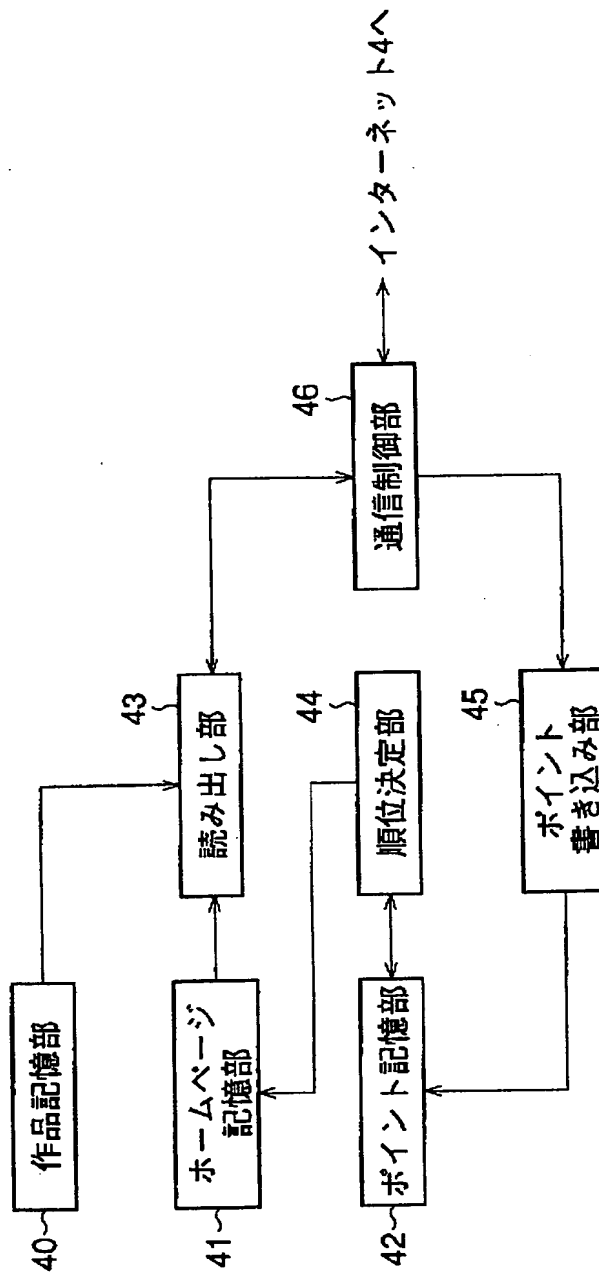 40
作品記憶部
41
ホームページ
記憶部
42
ポイント記憶部
43
読み出し部
44
順位決定部
45
ポイント
書き込み部
46
通信制御部
インターネット4へ